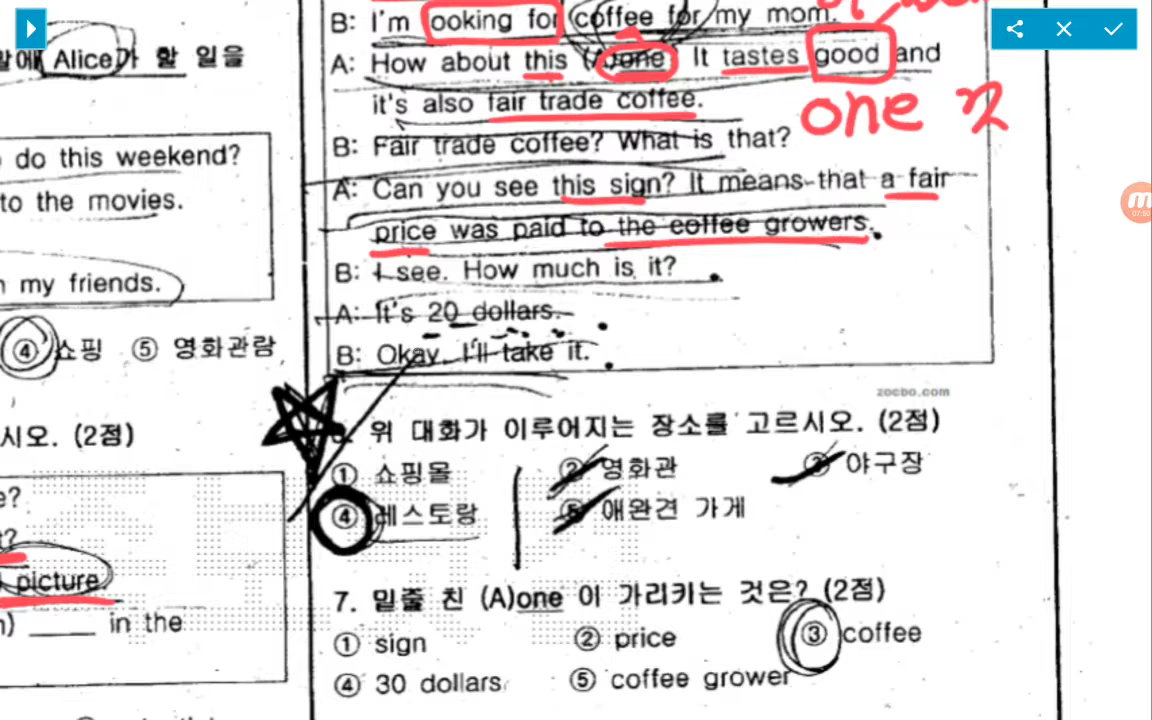 B: I'm ooking for coffee for my mom.
말에 Alice가 할 일을
A: How about this (A)one It tastes good and
it's also fair trade coffee.
one
B: Fair trade coffee? What is that?
do this weekend?
A: Can you see this sign? It means that a fair
to the movies.
price was paid to the coffee growers.
B: I see. How much is it?
my friends.
A: It's 20 dollars.
④ 쇼핑 ⑤ 영화관람
B: Okay. I'll take it.
zocbo.com
위 대화가 이루어지는 장소를 고르시오. (2점)
시오. (2점)
① 쇼핑몰 ② 영화관 ③ 야구장
④ 레스토랑 ⑤ 애완견 가게
e?
t?
picture.
7. 밑줄 친 (A)one 이 가리키는 것은? (2점)
in the
① sign ② price ③ coffee
④ 30 dollars ⑤ coffee grower
07:50